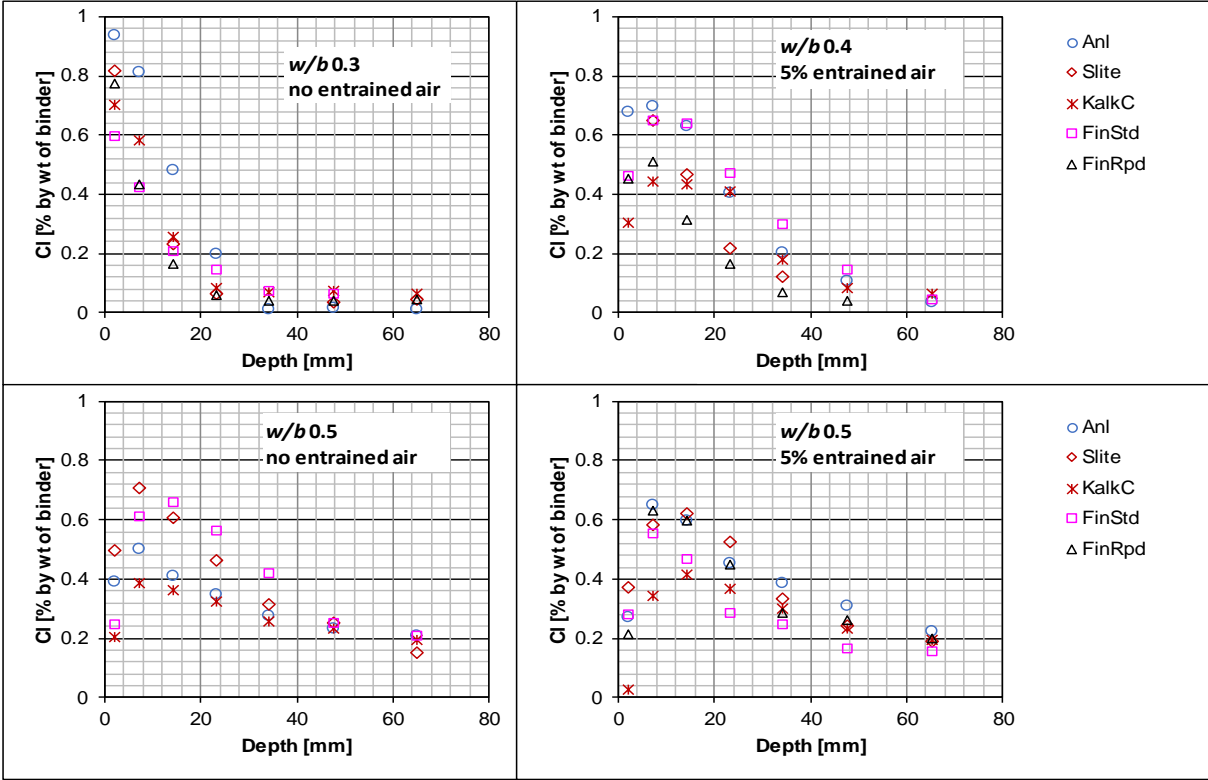 Cl [% by wt of binder]
1
0.8
0.6
0.4
0.2
0
w/b 0.3
no entrained air
0
20
40
60
80
Depth [mm]
Cl [% by wt of binder]
1
0.8
0.6
0.4
0.2
0
w/b 0.4
5% entrained air
0
20
40
60
80
Depth [mm]
Anl
Slite
KalkC
FinStd
FinRpd
Cl [% by wt of binder]
1
0.8
0.6
0.4
0.2
0
w/b 0.5
no entrained air
0
20
40
60
80
Depth [mm]
Cl [% by wt of binder]
1
0.8
0.6
0.4
0.2
0
w/b 0.5
5% entrained air
0
20
40
60
80
Depth [mm]
Anl
Slite
KalkC
FinStd
FinRpd